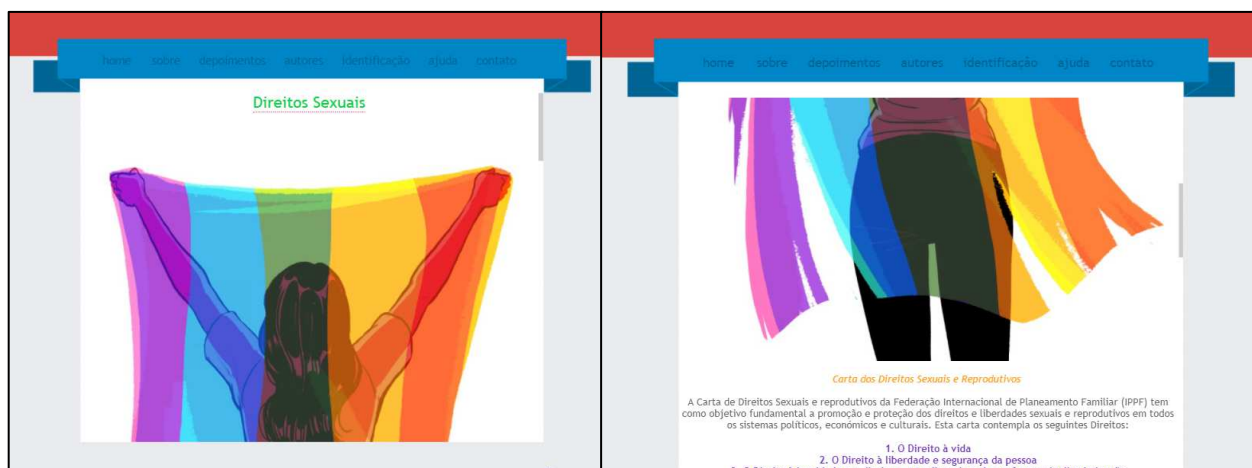 home sobre depoimentos autores identificação ajuda contato
Direitos Sexuais
home sobre depoimentos autores identificação ajuda contato
Carta dos Direitos Sexuais e Reprodutivos
A Carta de Direitos Sexuais e reprodutivos da Federação Internacional de Planeamento Familiar (IPPF) tem
como objetivo fundamental a promoção e proteção dos direitos e liberdades sexuais e reprodutivos em todos
os sistemas políticos, económicos e culturais. Esta carta contempla os seguintes Direitos:
1. O Direito à vida
2. O Direito à liberdade e segurança da pessoa